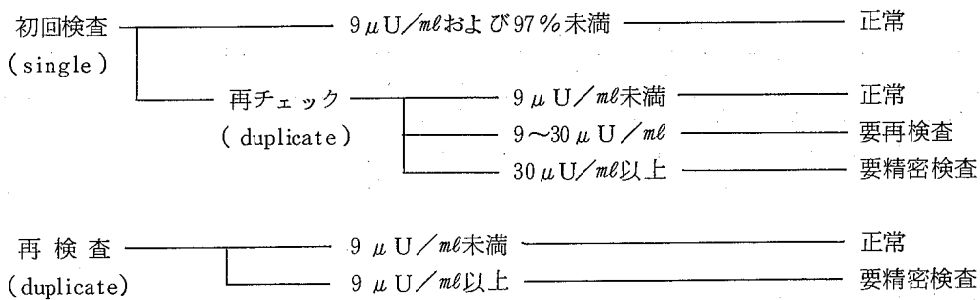 初回検査 9μU/mlおよび97%未満 正常
(single)
再チェック 9μU/ml未満 正常
(duplicate) 9〜30μU/ml 要再検査
30μU/ml以上 要精密検査
再検査 9μU/ml未満 正常
(duplicate) 9μU/ml以上 要精密検査